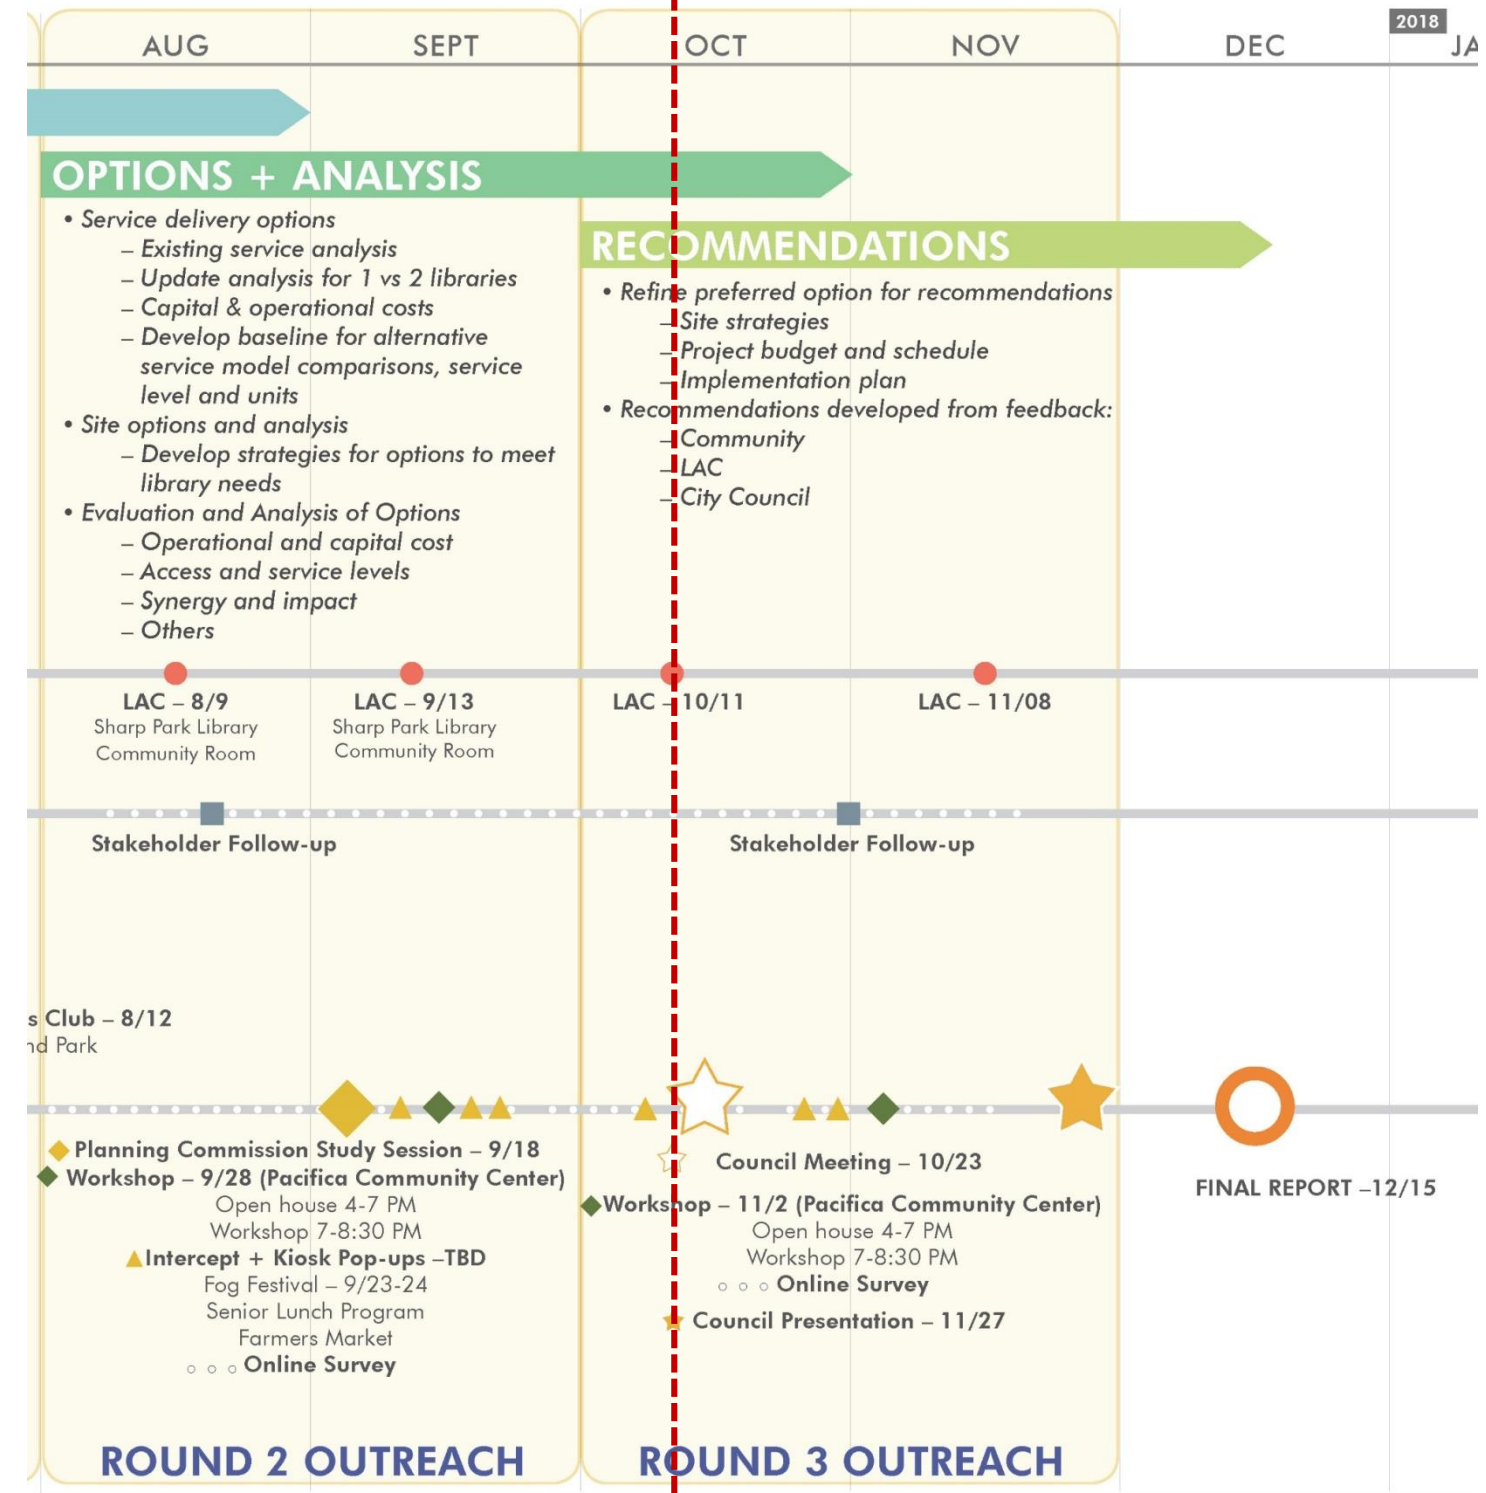 2018
AUG SEPT OCT NOV DEC JA
OPTIONS + ANALYSIS
• Service delivery options
– Existing service analysis
– Update analysis for 1 vs 2 libraries
– Capital & operational costs
– Develop baseline for alternative
service model comparisons, service
level and units
• Site options and analysis
– Develop strategies for options to meet
library needs
• Evaluation and Analysis of Options
– Operational and capital cost
– Access and service levels
– Synergy and impact
– Others
RECOMMENDATIONS
• Refine preferred option for recommendations
– Site strategies
– Project budget and schedule
– Implementation plan
• Recommendations developed from feedback:
– Community
– LAC
– City Council
LAC – 8/9
Sharp Park Library
Community Room
LAC – 9/13
Sharp Park Library
Community Room
LAC – 10/11
LAC – 11/08
Stakeholder Follow-up
Stakeholder Follow-up
s Club – 8/12
nd Park
Planning Commission Study Session – 9/18
Workshop – 9/28 (Pacifica Community Center)
Open house 4-7 PM
Workshop 7-8:30 PM
Intercept + Kiosk Pop-ups –TBD
Fog Festival – 9/23-24
Senior Lunch Program
Farmers Market
Online Survey
Council Meeting – 10/23
Workshop – 11/2 (Pacifica Community Center)
Open house 4-7 PM
Workshop 7-8:30 PM
Online Survey
Council Presentation – 11/27
FINAL REPORT –12/15
ROUND 2 OUTREACH
ROUND 3 OUTREACH